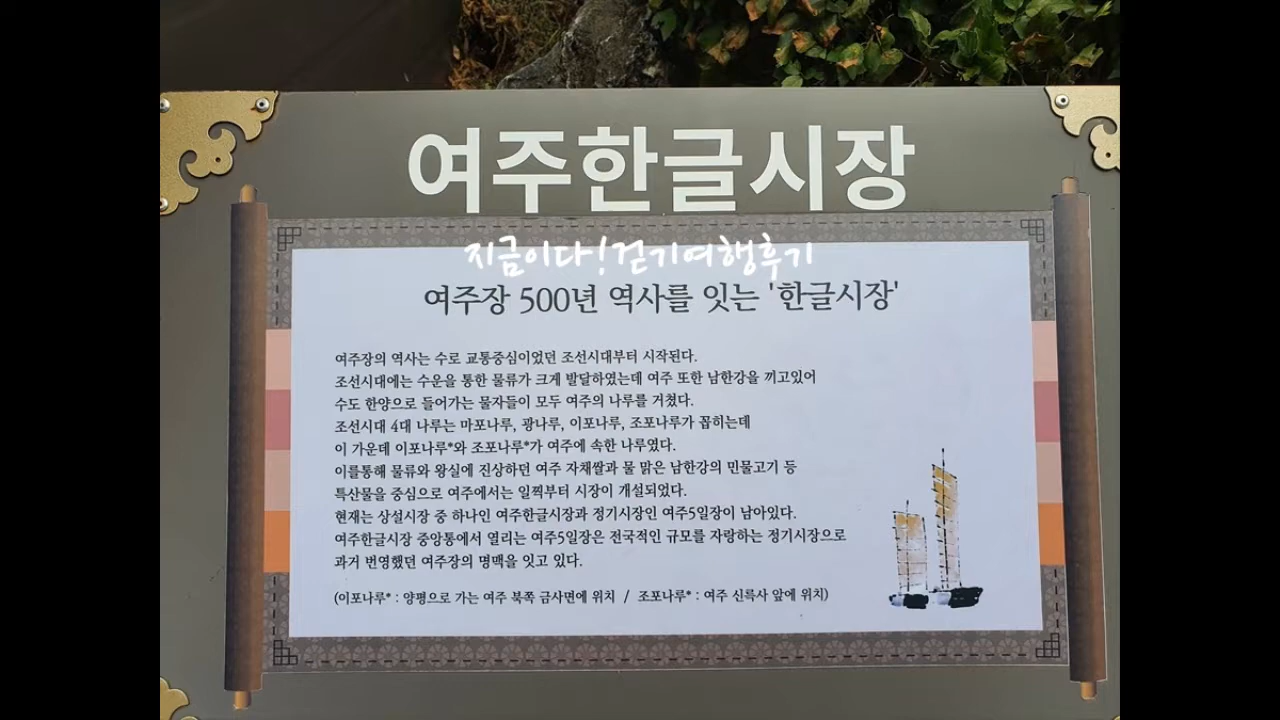 여주한글시장
지금이다!걷기여행후기
여주장 500년 역사를 잇는 '한글시장'
여주장의 역사는 수로 교통중심이었던 조선시대부터 시작된다.
조선시대에는 수운을 통한 물류가 크게 발달하였는데 여주 또한 남한강을 끼고있어
수도 한양으로 들어가는 물자들이 모두 여주의 나루를 거쳤다.
조선시대 4대 나루는 마포나루, 광나루, 이포나루, 조포나루가 꼽히는데
이 가운데 이포나루*와 조포나루*가 여주에 속한 나루였다.
이를통해 물류와 왕실에 진상하던 여주 자채쌀과 물 맑은 남한강의 민물고기 등
특산물을 중심으로 여주에서는 일찍부터 시장이 개설되었다.
현재는 상설시장 중 하나인 여주한글시장과 정기시장인 여주5일장이 남아있다.
여주한글시장 중앙통에서 열리는 여주5일장은 전국적인 규모를 자랑하는 정기시장으로
과거 번영했던 여주장의 명맥을 잇고 있다.
(이포나루* : 양평으로 가는 여주 북쪽 금사면에 위치 / 조포나루* : 여주 신륵사 앞에 위치)